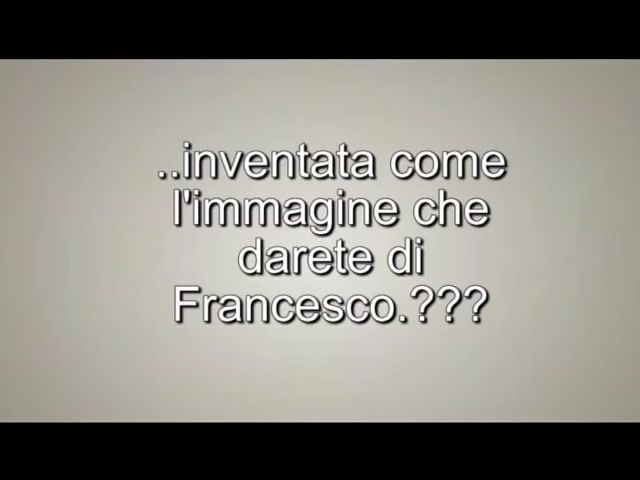 ..inventata come
l'immagine che
darete di
Francesco.???